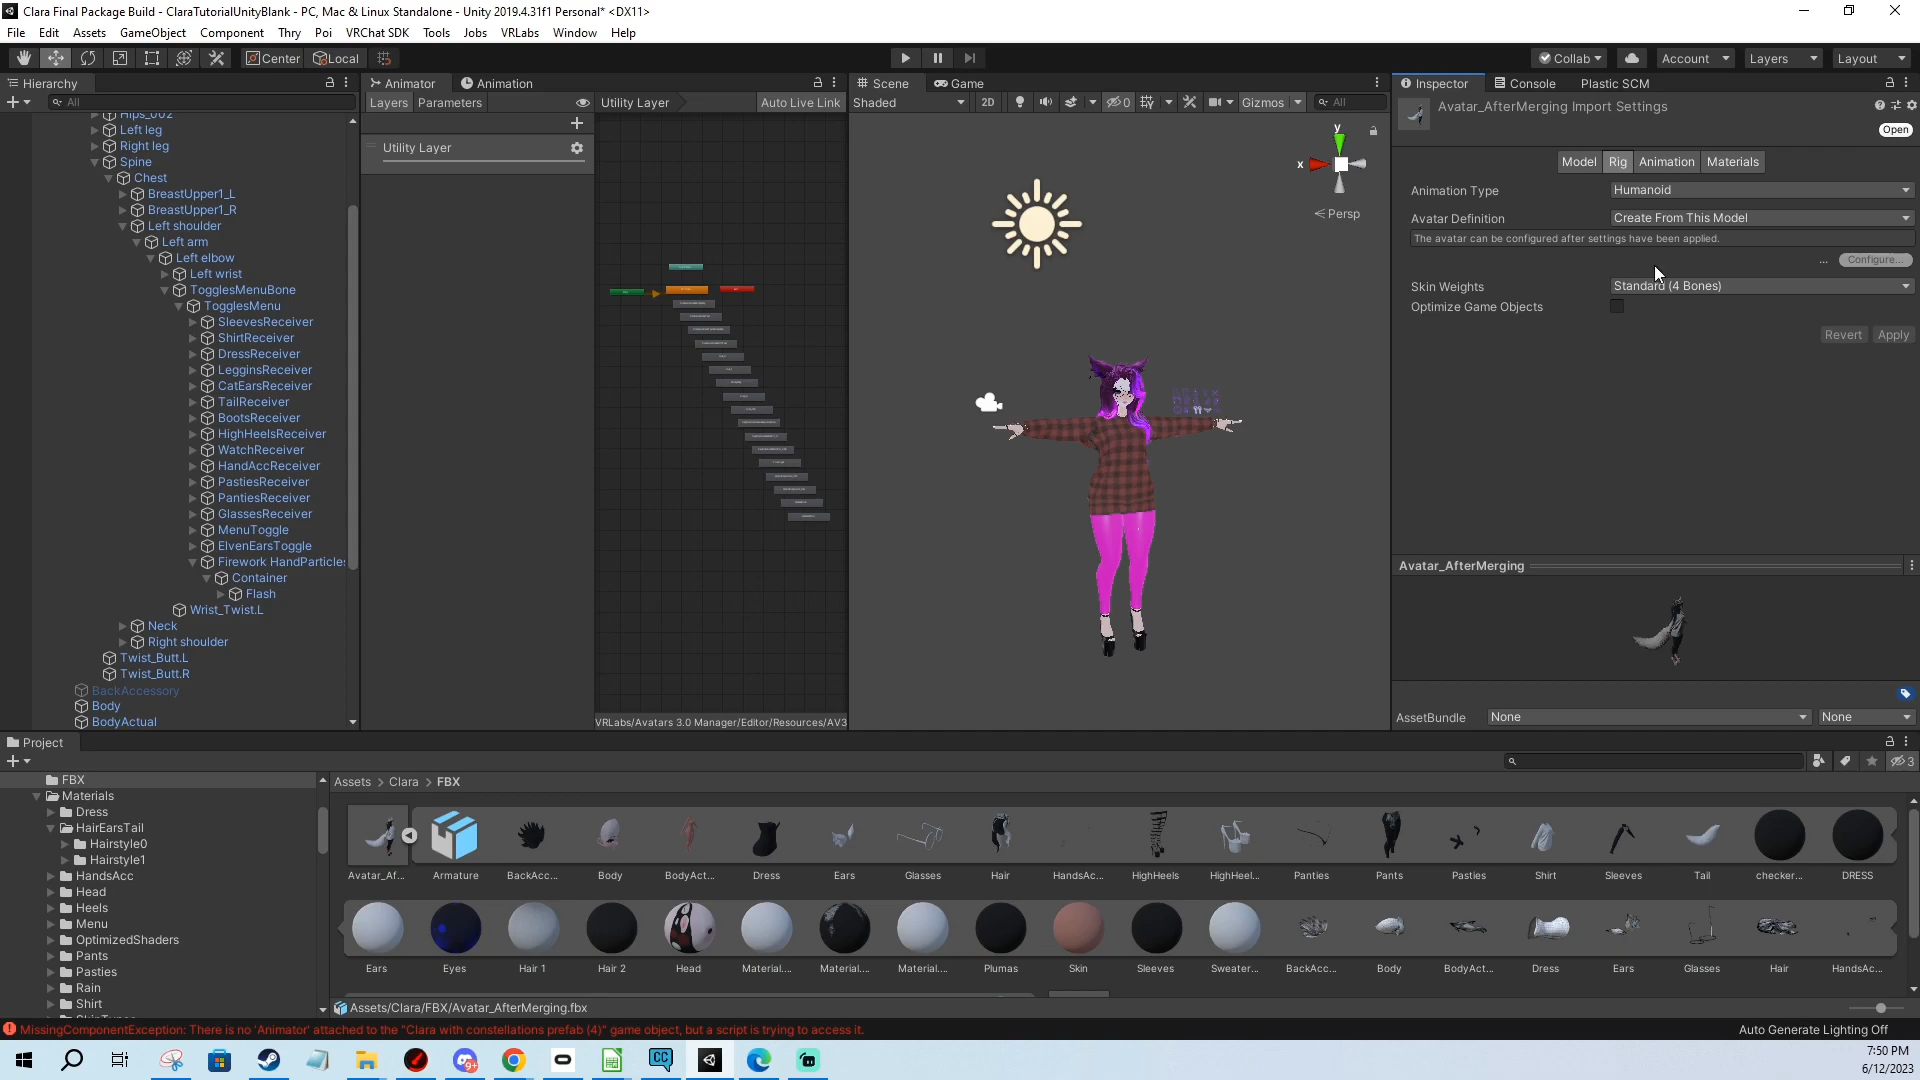 Clara Final Package Build - ClaraTutorialUnityBlank - PC, Mac & Linux Standalone - Unity 2019.4.31f1 Personal* <DX11>
File Edit Assets GameObject Component Thry Poi VRChat SDK Tools Jobs VRLabs Window Help
Center Local Collab Account Layers Layout
Hierarchy
All
Hips_002
Left leg
Right leg
Spine
Chest
BreastUpper1_L
BreastUpper1_R
Left shoulder
Left arm
Left elbow
Left wrist
TogglesMenuBone
TogglesMenu
SleevesReceiver
ShirtReceiver
DressReceiver
LegginsReceiver
CatEarsReceiver
TailReceiver
BootsReceiver
HighHeelsReceiver
WatchReceiver
HandAccReceiver
PastiesReceiver
PantiesReceiver
GlassesReceiver
MenuToggle
ElvenEarsToggle
Firework HandParticles
Container
Flash
Wrist_Twist.L
Neck
Right shoulder
Twist_Butt.L
Twist_Butt.R
BackAccessory
Body
BodyActual
Animator Animation
Layers Parameters Utility Layer Auto Live Link
Utility Layer
VRLabs/Avatars 3.0 Manager/Editor/Resources/AV3
Scene Game
Shaded 2D 0 Gizmos All
y
x
Persp
Inspector Console Plastic SCM
Avatar_AfterMerging Import Settings
Open
Model Rig Animation Materials
Animation Type Humanoid
Avatar Definition Create From This Model
The avatar can be configured after settings have been applied.
... Configure...
Skin Weights Standard (4 Bones)
Optimize Game Objects
Revert Apply
Avatar_AfterMerging
AssetBundle None None
Project
3
FBX
Materials
Dress
HairEarsTail
Hairstyle0
Hairstyle1
HandsAcc
Head
Heels
Menu
OptimizedShaders
Pants
Pasties
Rain
Shirt
Assets > Clara > FBX
Avatar_Af... Armature BackAcc... Body BodyAct... Dress Ears Glasses Hair HandsAc... HighHeels HighHeel... Panties Pants Pasties Shirt Sleeves Tail checker... DRESS
Ears Eyes Hair 1 Hair 2 Head Material.... Material.... Material.... Plumas Skin Sleeves Sweater... BackAcc... Body BodyAct... Dress Ears Glasses Hair HandsAc...
Assets/Clara/FBX/Avatar_AfterMerging.fbx
MissingComponentException: There is no 'Animator' attached to the "Clara with constellations prefab (4)" game object, but a script is trying to access it.
Auto Generate Lighting Off
9+
CC
7:50 PM
6/12/2023